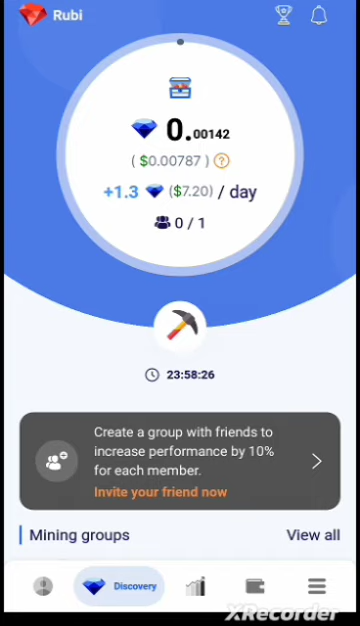 Rubi
0.00142
( $0.00787 ) ?
+1.3 ($7.20) / day
0 / 1
23:58:26
Create a group with friends to
increase performance by 10%
for each member.
Invite your friend now
Mining groups
View all
Discovery
XRecorder